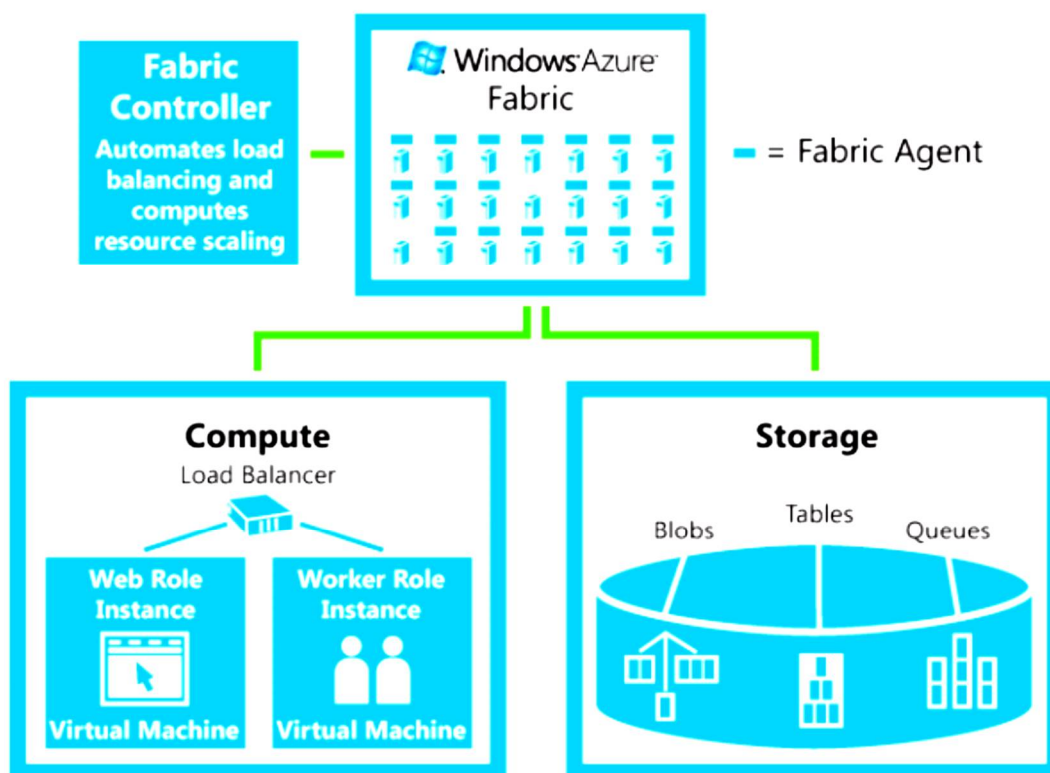 Fabric
Controller
Automates load
balancing and
computes
resource scaling
Windows Azure
Fabric
= Fabric Agent
Compute
Load Balancer
Web Role
Instance
Virtual Machine
Worker Role
Instance
Virtual Machine
Storage
Blobs
Tables
Queues